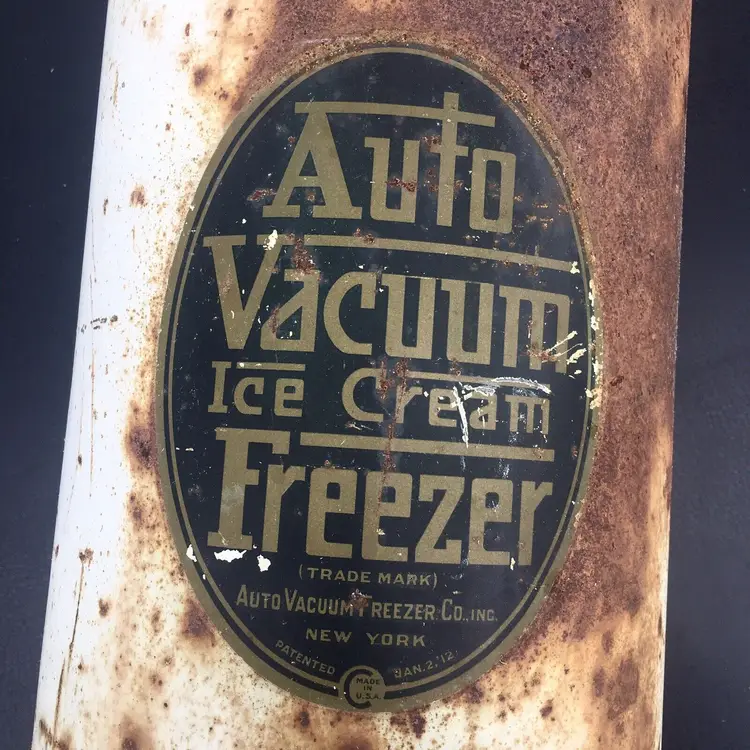 Auto
Vacuum
Ice Cream
Freezer
(TRADE MARK)
AUTO VACUUM FREEZER CO., INC.
NEW YORK
PATENTED JAN. 2, '12
MADE
IN
U.S.A.